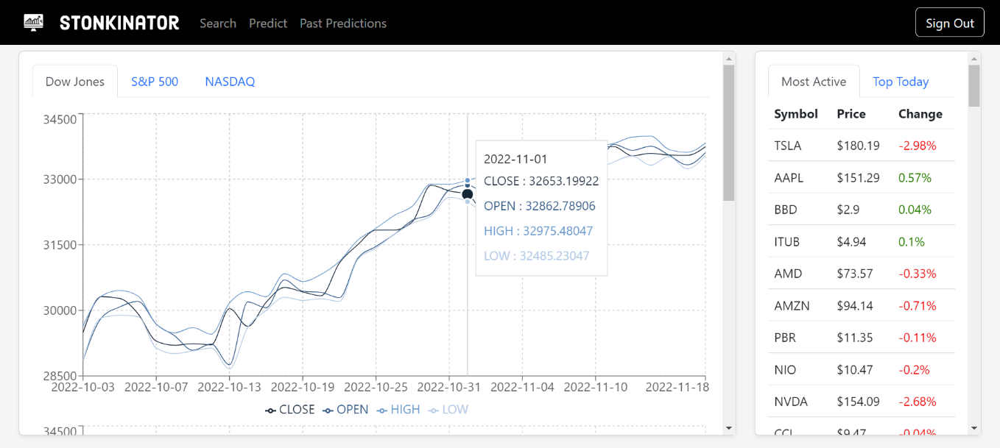 STONKINATOR Search Predict Past Predictions Sign Out
Dow Jones S&P 500 NASDAQ
34500
33000
31500
30000
28500
2022-10-03 2022-10-07 2022-10-13 2022-10-19 2022-10-25 2022-10-31 2022-11-04 2022-11-10 2022-11-18
2022-11-01
CLOSE : 32653.19922
OPEN : 32862.78906
HIGH : 32975.48047
LOW : 32485.23047
CLOSE OPEN HIGH LOW
34500
Most Active Top Today
Symbol Price Change
TSLA $180.19 -2.98%
AAPL $151.29 0.57%
BBD $2.9 0.04%
ITUB $4.94 0.1%
AMD $73.57 -0.33%
AMZN $94.14 -0.71%
PBR $11.35 -0.11%
NIO $10.47 -0.2%
NVDA $154.09 -2.68%
CCL $9.47 -0.04%